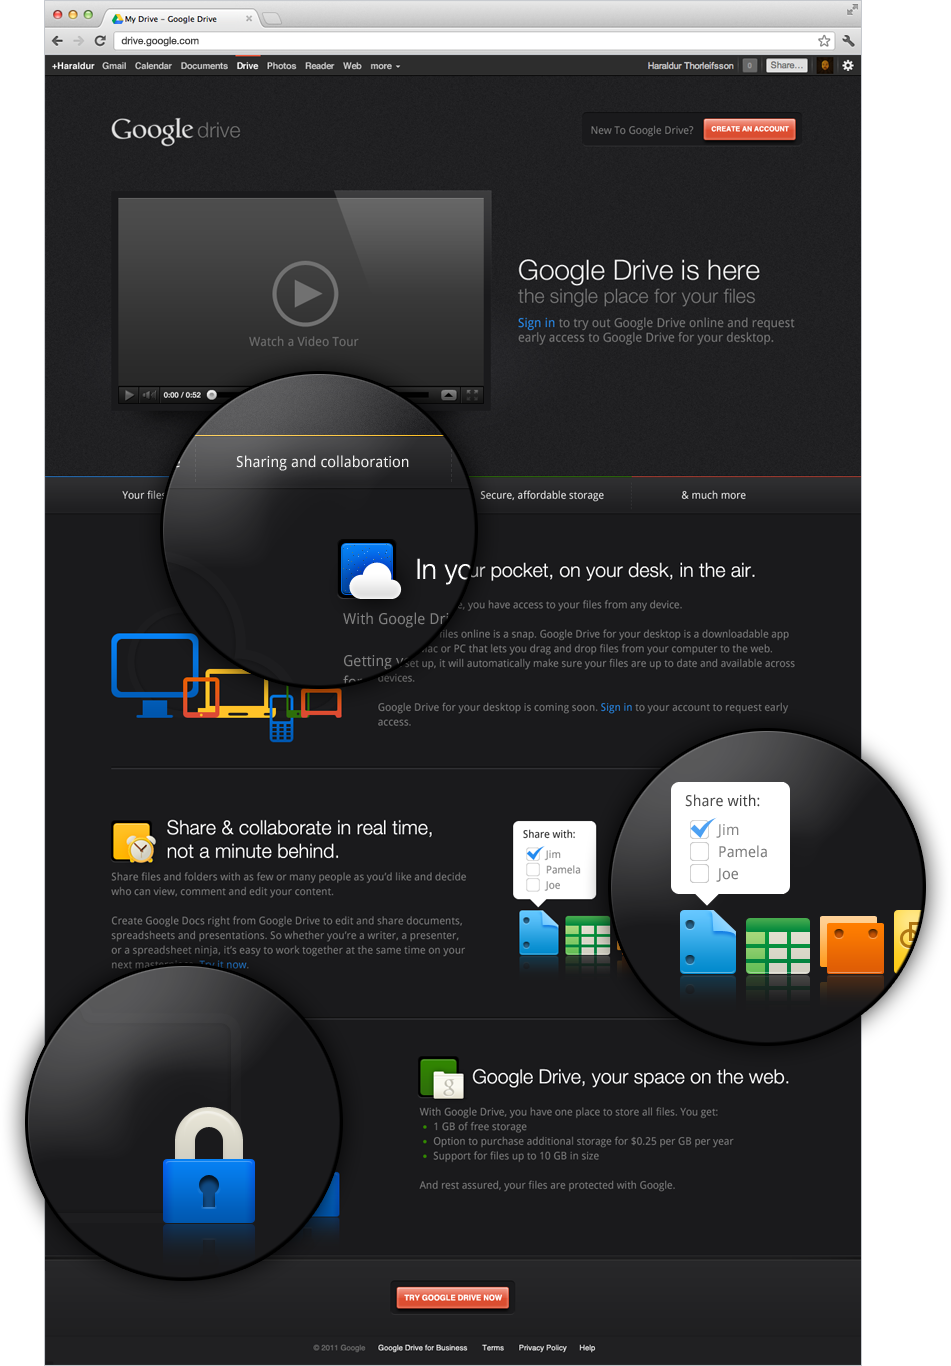 My Drive - Google Drive
drive.google.com
+Haraldur Gmail Calendar Documents Drive Photos Reader Web more
Haraldur Thorleifsson 0 Share...
Google drive
New To Google Drive? CREATE AN ACCOUNT
Google Drive is here
the single place for your files
Sign in to try out Google Drive online and request
early access to Google Drive for your desktop.
Watch a Video Tour
0:00 / 0:52
Sharing and collaboration
Your files
Secure, affordable storage
& much more
In your pocket, on your desk, in the air.
With Google Dri
, you have access to your files from any device.
Getting y
files online is a snap. Google Drive for your desktop is a downloadable app
or PC that lets you drag and drop files from your computer to the web.
set up, it will automatically make sure your files are up to date and available across
devices.
Google Drive for your desktop is coming soon. Sign in to your account to request early
access.
Share & collaborate in real time,
not a minute behind.
Share files and folders with as few or many people as you'd like and decide
who can view, comment and edit your content.
Create Google Docs right from Google Drive to edit and share documents,
spreadsheets and presentations. So whether you're a writer, a presenter,
or a spreadsheet ninja, it's easy to work together at the same time on your
next masterpiece. Try it now.
Share with:
Jim
Pamela
Joe
Share with:
Jim
Pamela
Joe
g
Google Drive, your space on the web.
With Google Drive, you have one place to store all files. You get:
• 1 GB of free storage
• Option to purchase additional storage for $0.25 per GB per year
• Support for files up to 10 GB in size
And rest assured, your files are protected with Google.
TRY GOOGLE DRIVE NOW
© 2011 Google Google Drive for Business Terms Privacy Policy Help